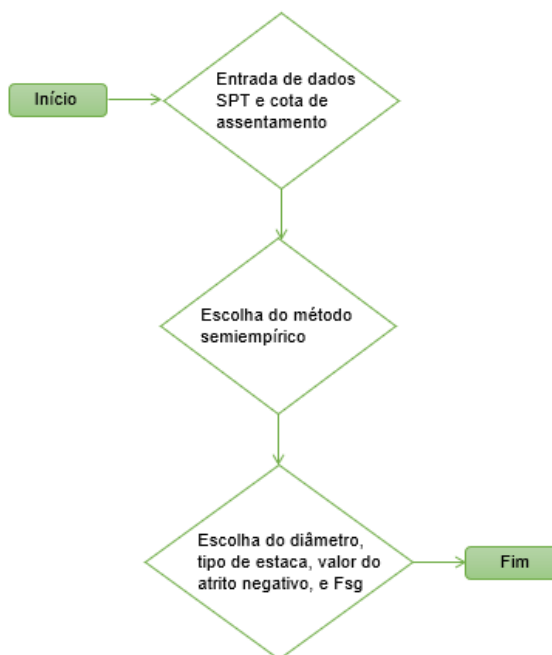 Início
Entrada de dados
SPT e cota de
assentamento
Escolha do método
semiempírico
Escolha do diâmetro,
tipo de estaca, valor do
atrito negativo, e Fsg
Fim